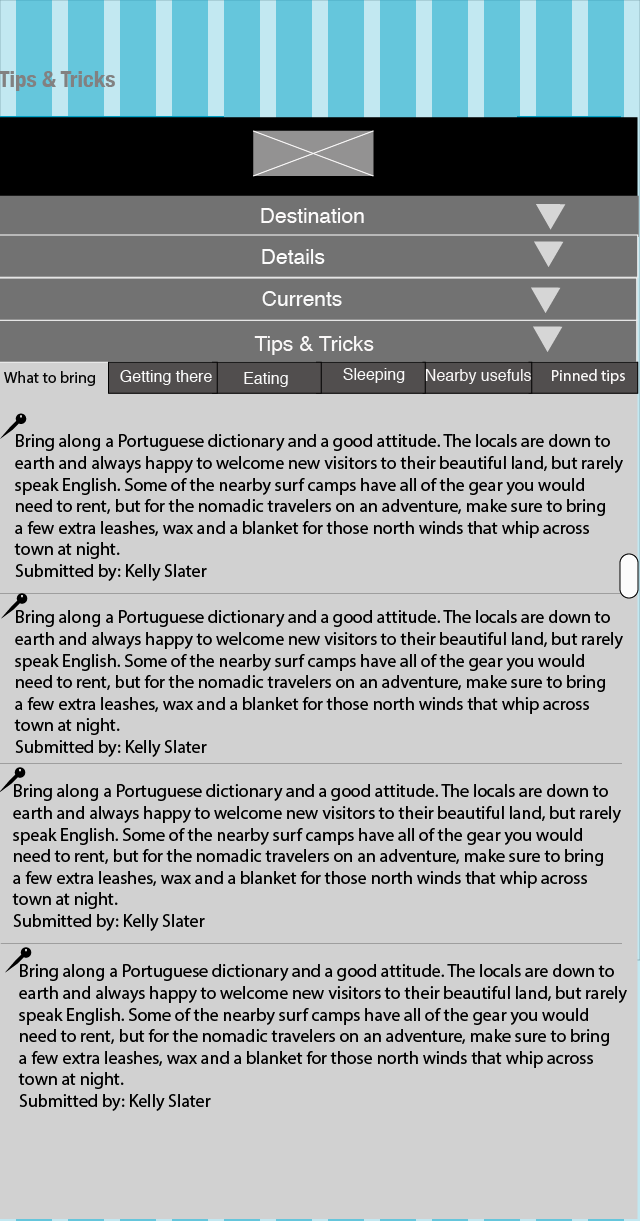 Tips & Tricks
Destination
Details
Currents
Tips & Tricks
What to bring
Getting there
Eating
Sleeping
Nearby usefuls
Pinned tips
Bring along a Portuguese dictionary and a good attitude. The locals are down to
earth and always happy to welcome new visitors to their beautiful land, but rarely
speak English. Some of the nearby surf camps have all of the gear you would
need to rent, but for the nomadic travelers on an adventure, make sure to bring
a few extra leashes, wax and a blanket for those north winds that whip across
town at night.
Submitted by: Kelly Slater
Bring along a Portuguese dictionary and a good attitude. The locals are down to
earth and always happy to welcome new visitors to their beautiful land, but rarely
speak English. Some of the nearby surf camps have all of the gear you would
need to rent, but for the nomadic travelers on an adventure, make sure to bring
a few extra leashes, wax and a blanket for those north winds that whip across
town at night.
Submitted by: Kelly Slater
Bring along a Portuguese dictionary and a good attitude. The locals are down to
earth and always happy to welcome new visitors to their beautiful land, but rarely
speak English. Some of the nearby surf camps have all of the gear you would
need to rent, but for the nomadic travelers on an adventure, make sure to bring
a few extra leashes, wax and a blanket for those north winds that whip across
town at night.
Submitted by: Kelly Slater
Bring along a Portuguese dictionary and a good attitude. The locals are down to
earth and always happy to welcome new visitors to their beautiful land, but rarely
speak English. Some of the nearby surf camps have all of the gear you would
need to rent, but for the nomadic travelers on an adventure, make sure to bring
a few extra leashes, wax and a blanket for those north winds that whip across
town at night.
Submitted by: Kelly Slater